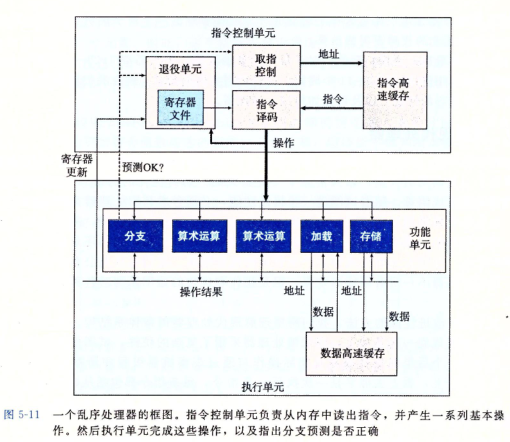 指令控制单元
取指
控制
地址
指令高
速缓存
退役单元
寄存器
文件
指令
译码
指令
操作
寄存器
更新
预测OK?
分支
算术运算
算术运算
加载
存储
功能
单元
操作结果
地址
地址
数据
数据
数据高速缓存
执行单元
图 5-11 一个乱序处理器的框图。指令控制单元负责从内存中读出指令，并产生一系列基本操
作。然后执行单元完成这些操作，以及指出分支预测是否正确